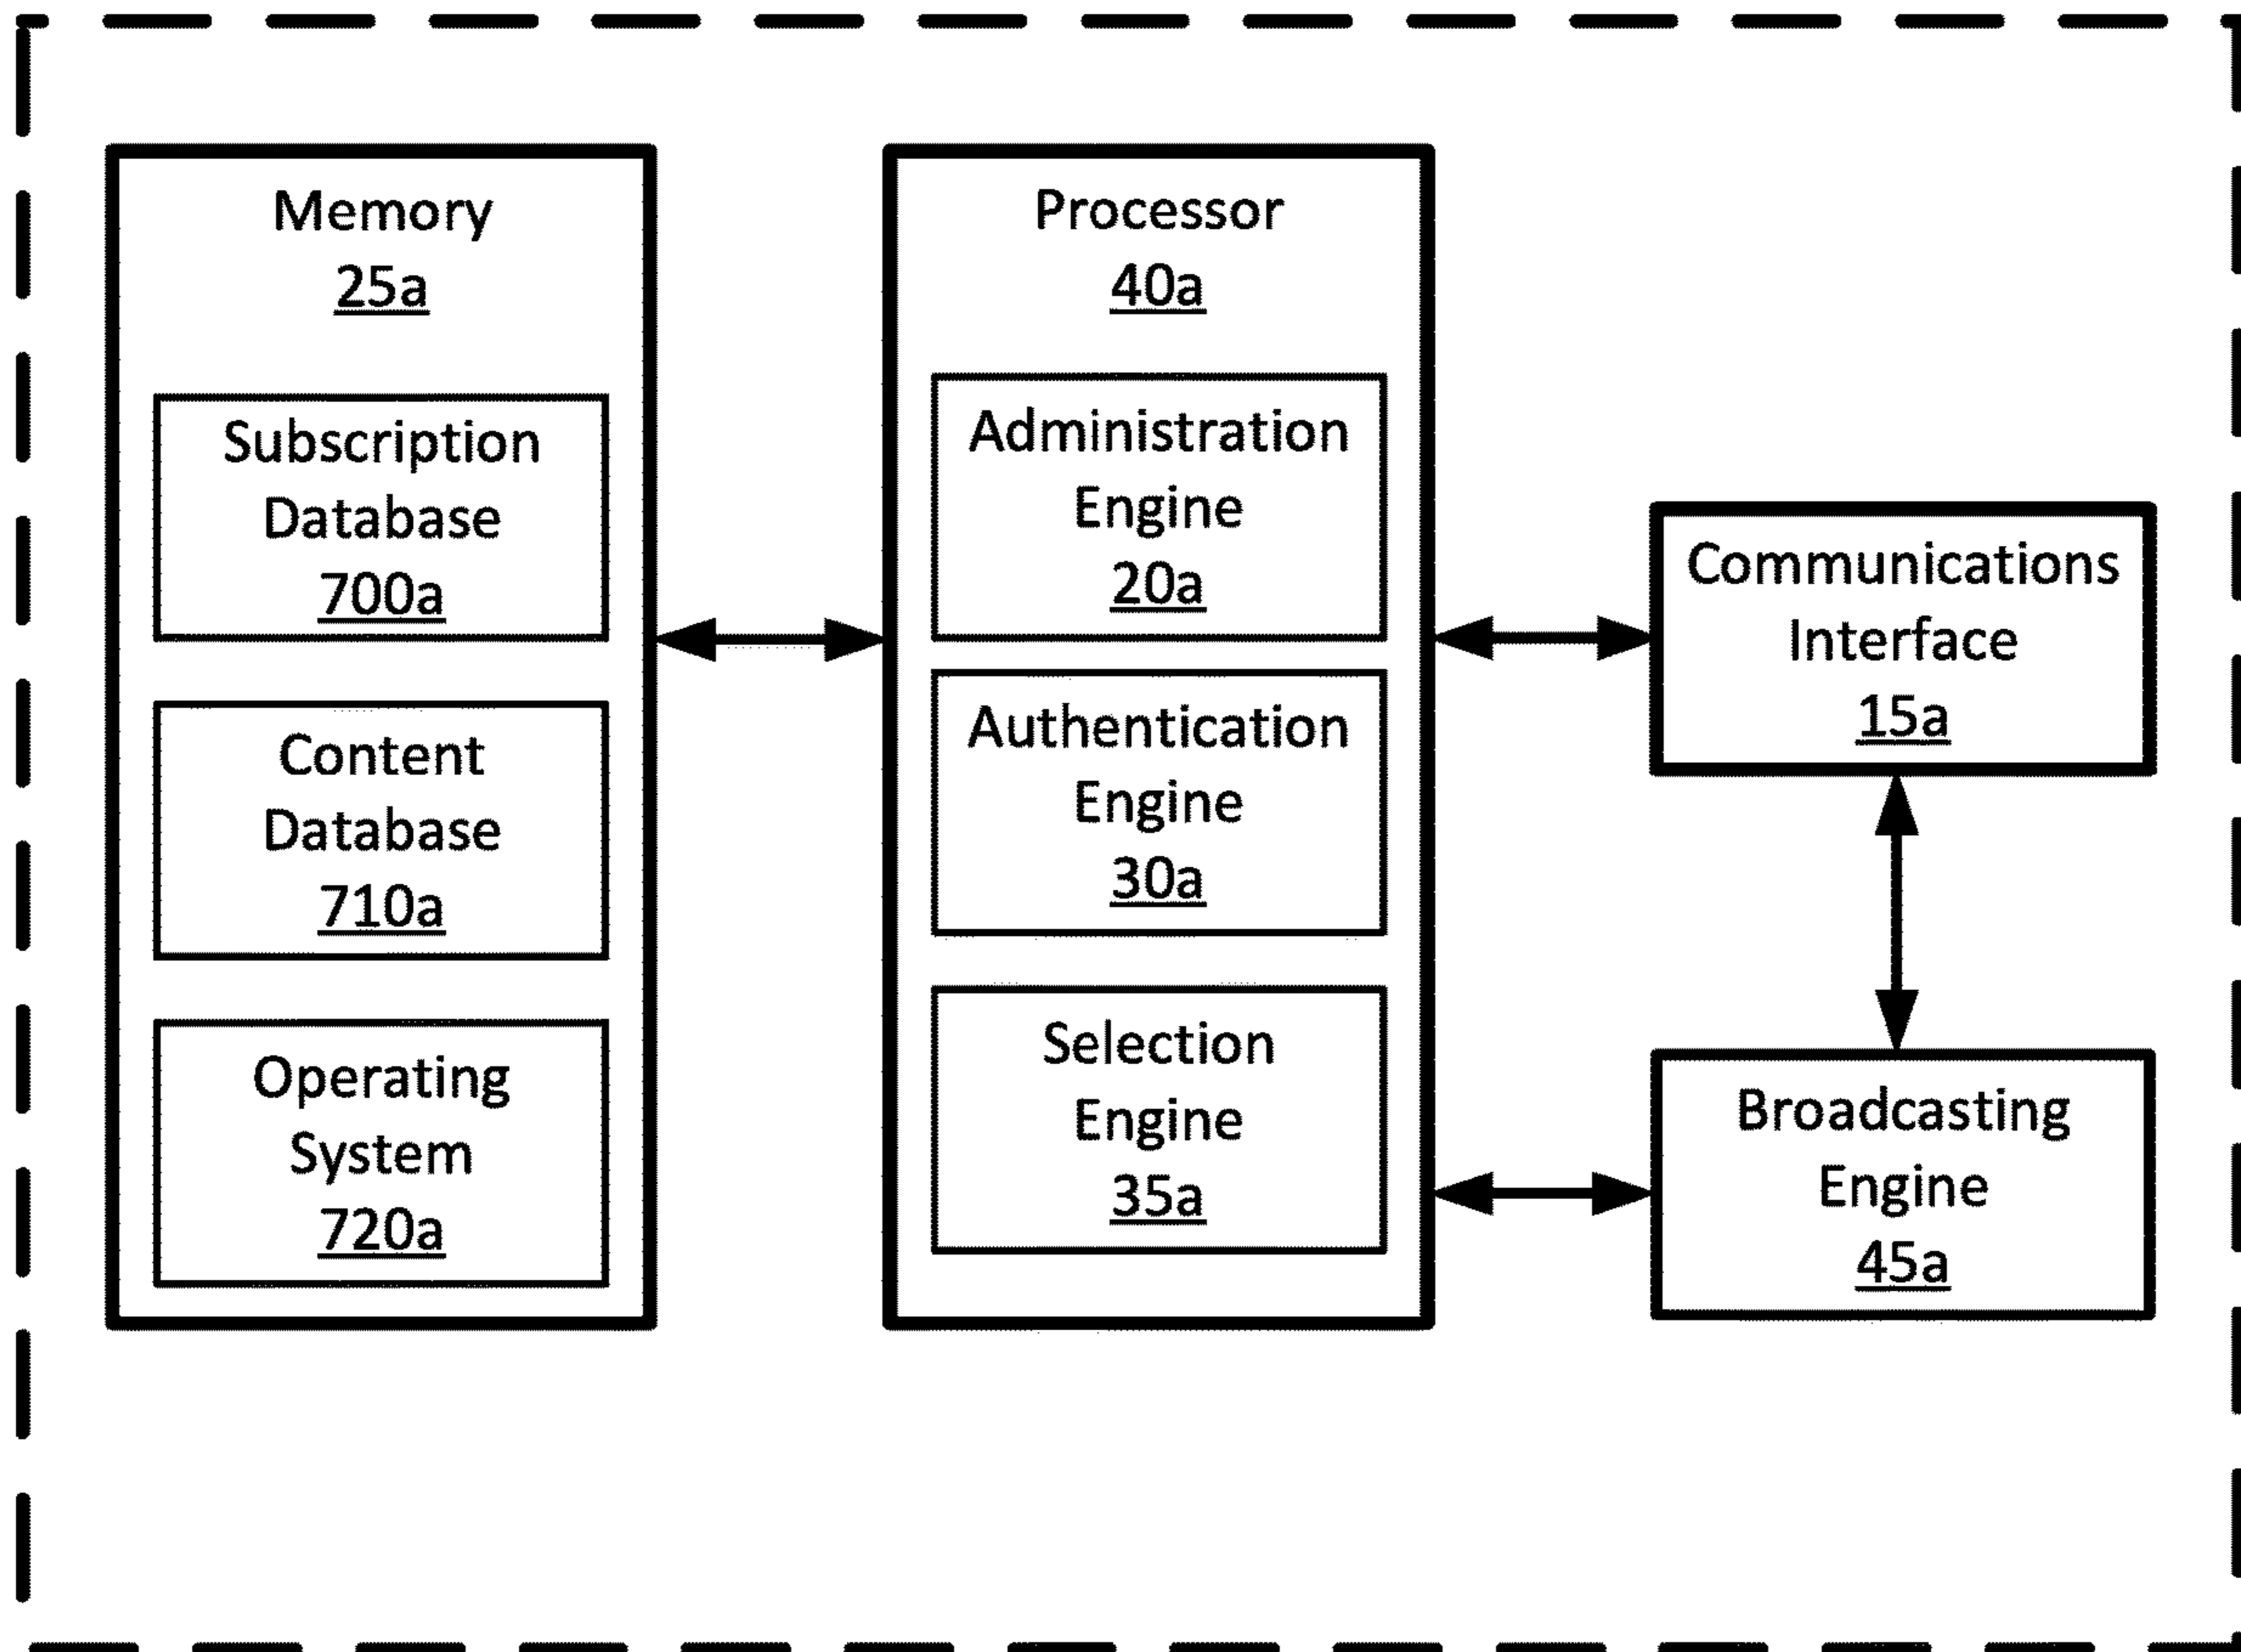 Memory
25a
Subscription
Database
700a
Content
Database
710a
Operating
System
720a
Processor
40a
Administration
Engine
20a
Authentication
Engine
30a
Selection
Engine
35a
Communications
Interface
15a
Broadcasting
Engine
45a